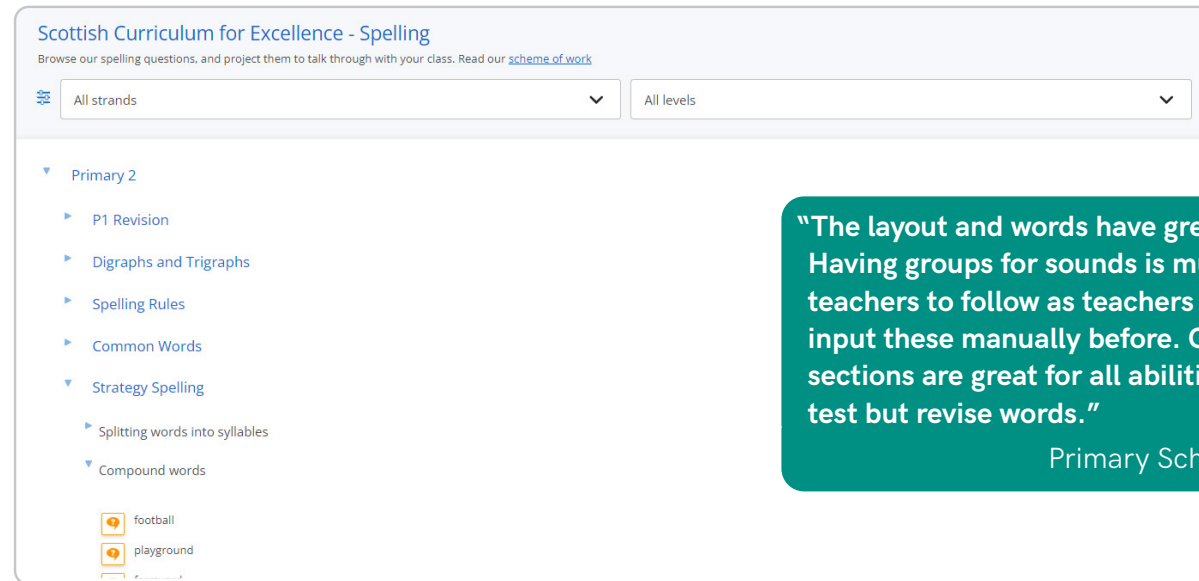 Scottish Curriculum for Excellence - Spelling
Browse our spelling questions, and project them to talk through with your class. Read our scheme of work
All strands
All levels
Primary 2
P1 Revision
Digraphs and Trigraphs
Spelling Rules
Common Words
Strategy Spelling
Splitting words into syllables
Compound words
football
playground
“The layout and words have
Having groups for sounds is
teachers to follow as teachers
input these manually before.
sections are great for all
test but revise words.”
Primary